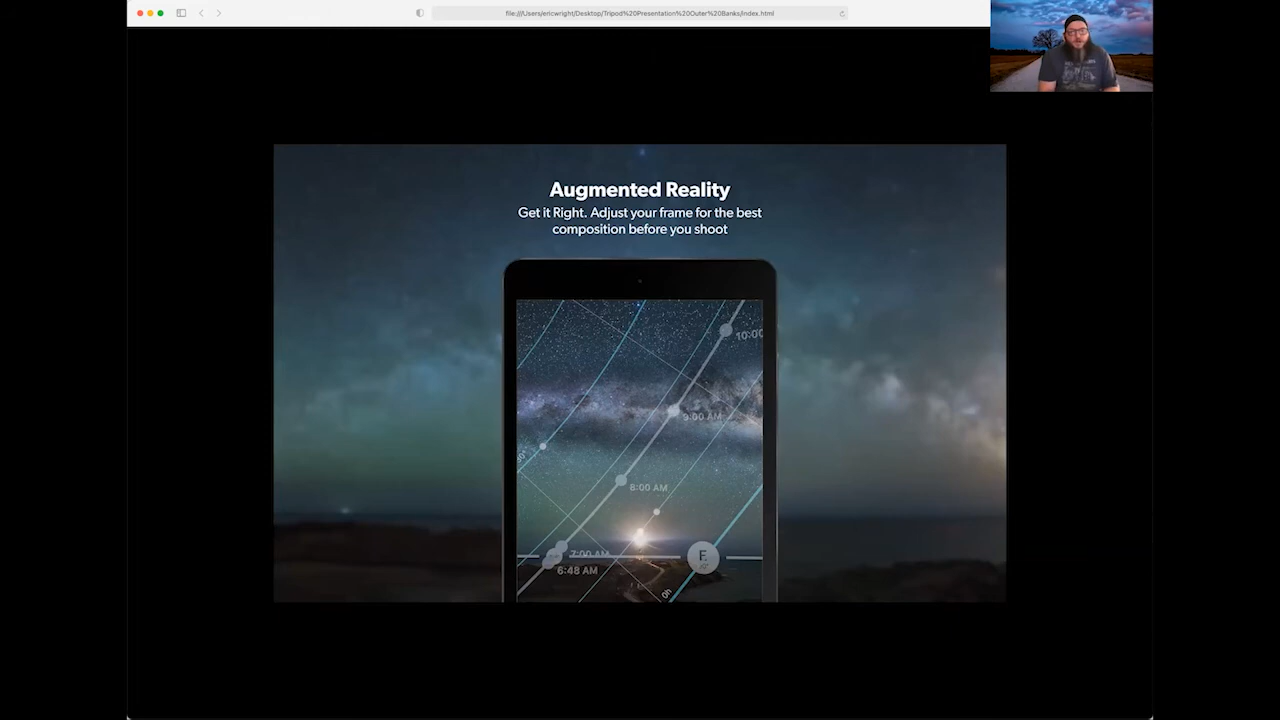 file:///Users/ericwright/Desktop/Tripod%20Presentation%20Outer%20Banks/index.html
Augmented Reality
Get it Right. Adjust your frame for the best
composition before you shoot
10:00
9:00 AM
8:00 AM
7:00 AM
E
6:48 AM
0h